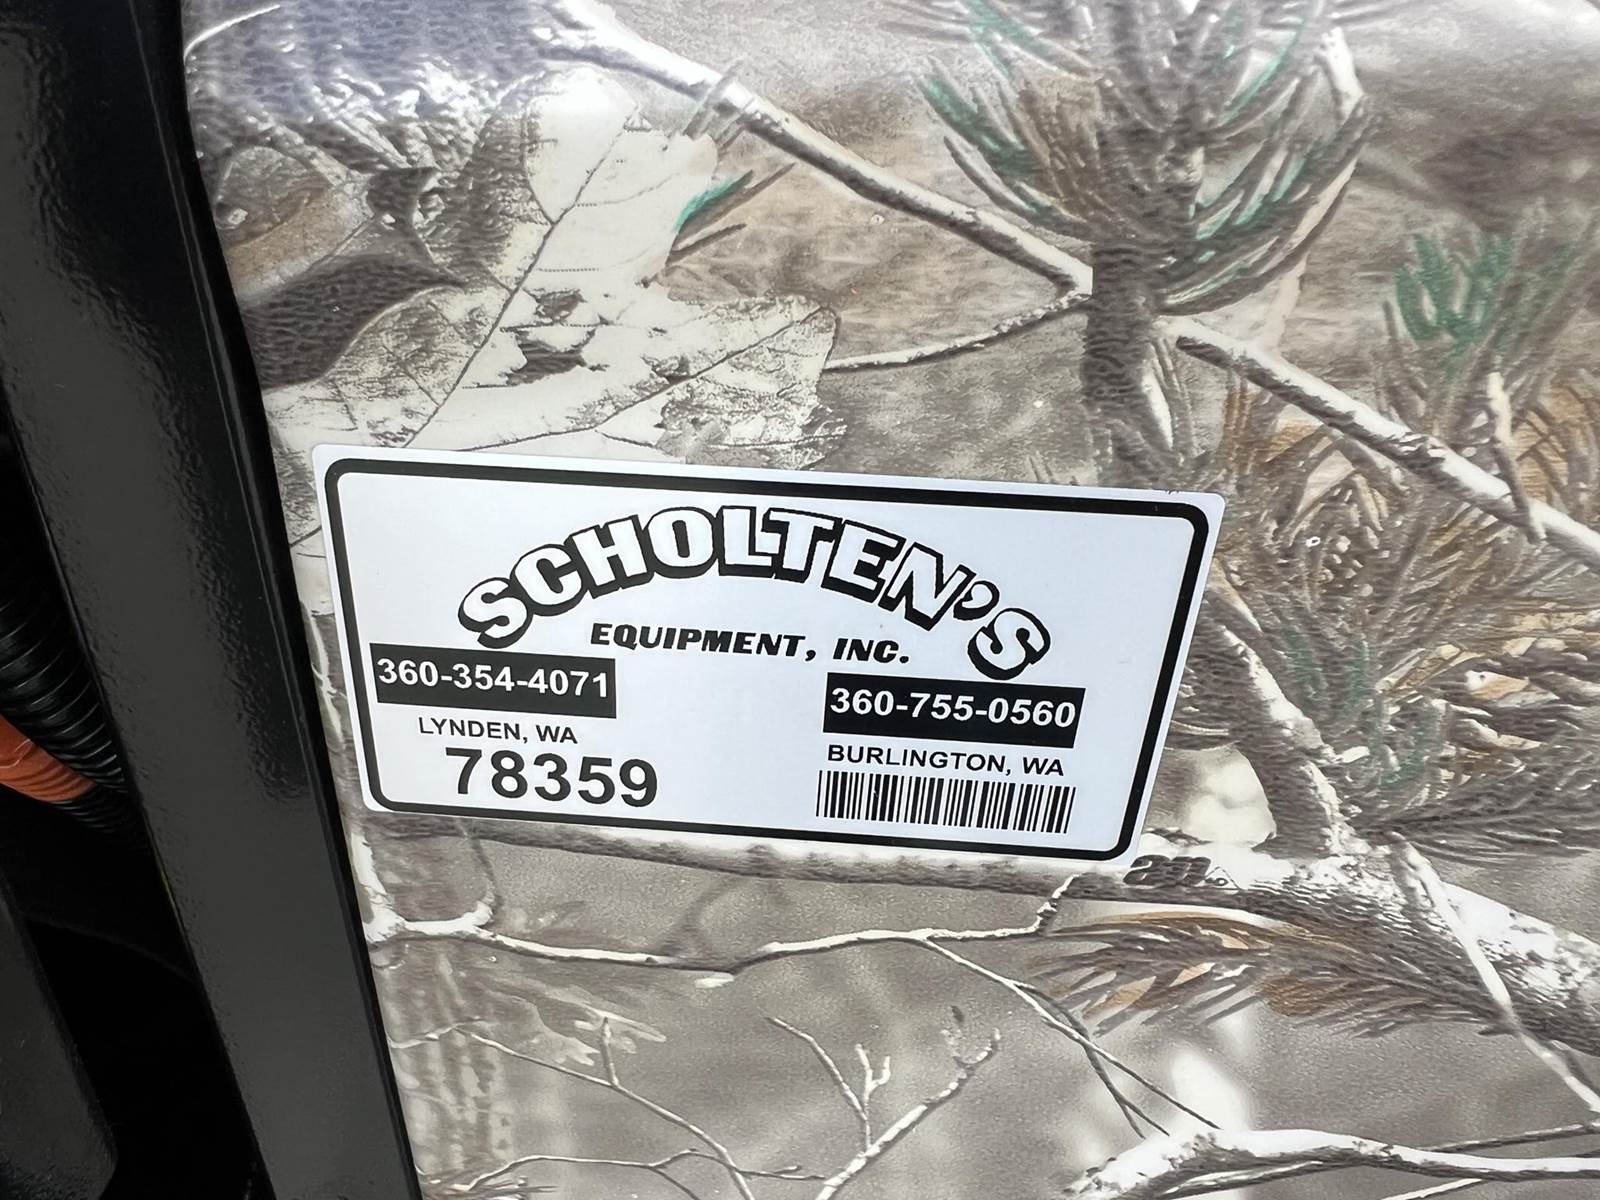 SCHOLTEN'S
EQUIPMENT, INC.
360-354-4071
LYNDEN, WA
78359
360-755-0560
BURLINGTON, WA